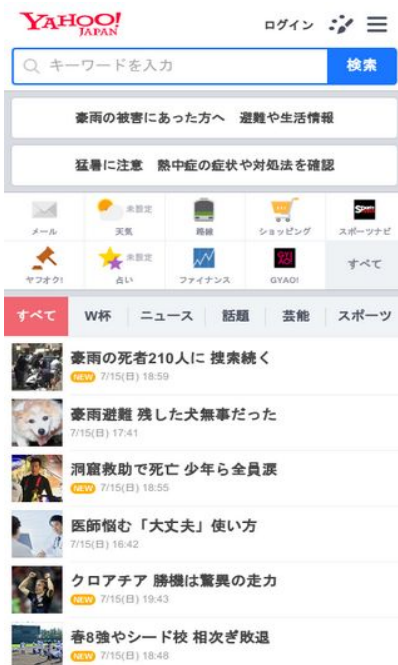 YAHOO!
JAPAN
ログイン
キーワードを入力
検索
豪雨の被害にあった方へ 避難や生活情報
猛暑に注意 熱中症の症状や対処法を確認
未設定
メール 天気 路線 ショッピング スポーツナビ
未設定
ヤフオク! 占い ファイナンス GYAO! すべて
すべて W杯 ニュース 話題 芸能 スポーツ
豪雨の死者210人に 捜索続く
NEW 7/15(日) 18:59
豪雨避難 残した犬無事だった
7/15(日) 17:41
洞窟救助で死亡 少年ら全員涙
NEW 7/15(日) 18:55
医師悩む「大丈夫」使い方
7/15(日) 16:42
クロアチア 勝機は驚異の走力
NEW 7/15(日) 19:43
春8強やシード校 相次ぎ敗退
NEW 7/15(日) 18:48